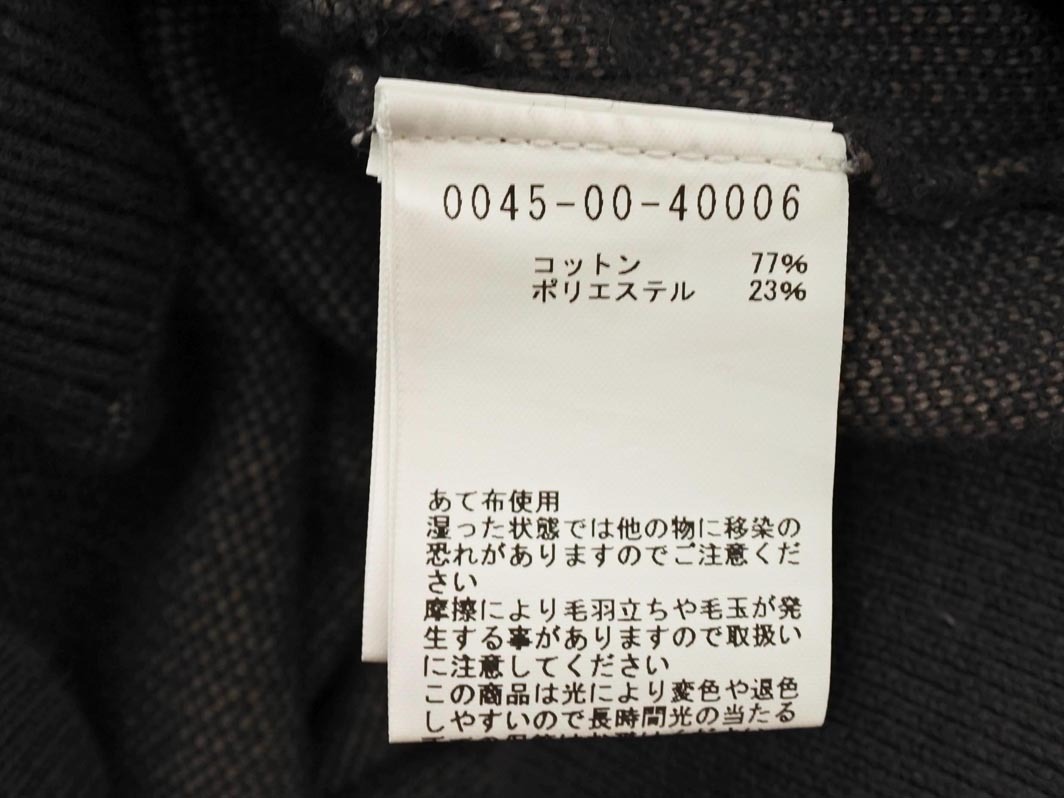 0045-00-40006
コットン 77%
ポリエステル 23%
あて布使用
湿った状態では他の物に移染の
恐れがありますのでご注意くだ
さい
摩擦により毛羽立ちや毛玉が発
生する事がありますので取扱い
に注意してください
この商品は光により変色や退色
しやすいので長時間光の当たる